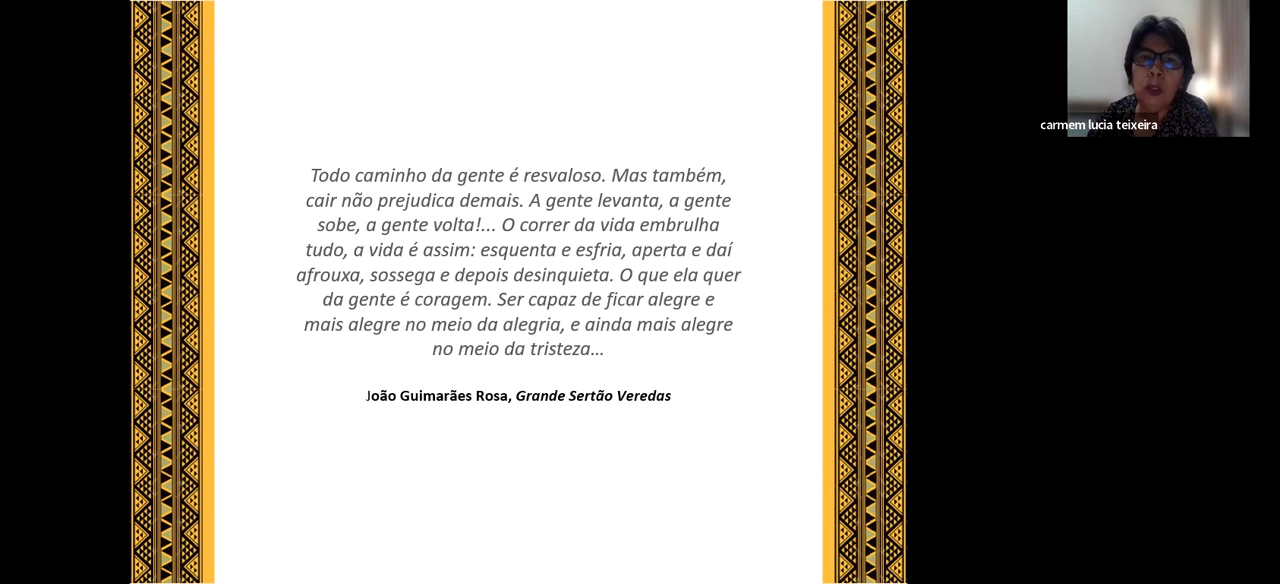 Todo caminho da gente é resvaloso. Mas também,
cair não prejudica demais. A gente levanta, a gente
sobe, a gente volta!... O correr da vida embrulha
tudo, a vida é assim: esquenta e esfria, aperta e daí
afrouxa, sossega e depois desinquieta. O que ela quer
da gente é coragem. Ser capaz de ficar alegre e
mais alegre no meio da alegria, e ainda mais alegre
no meio da tristeza...
João Guimarães Rosa, Grande Sertão Veredas
carmem lucia teixeira